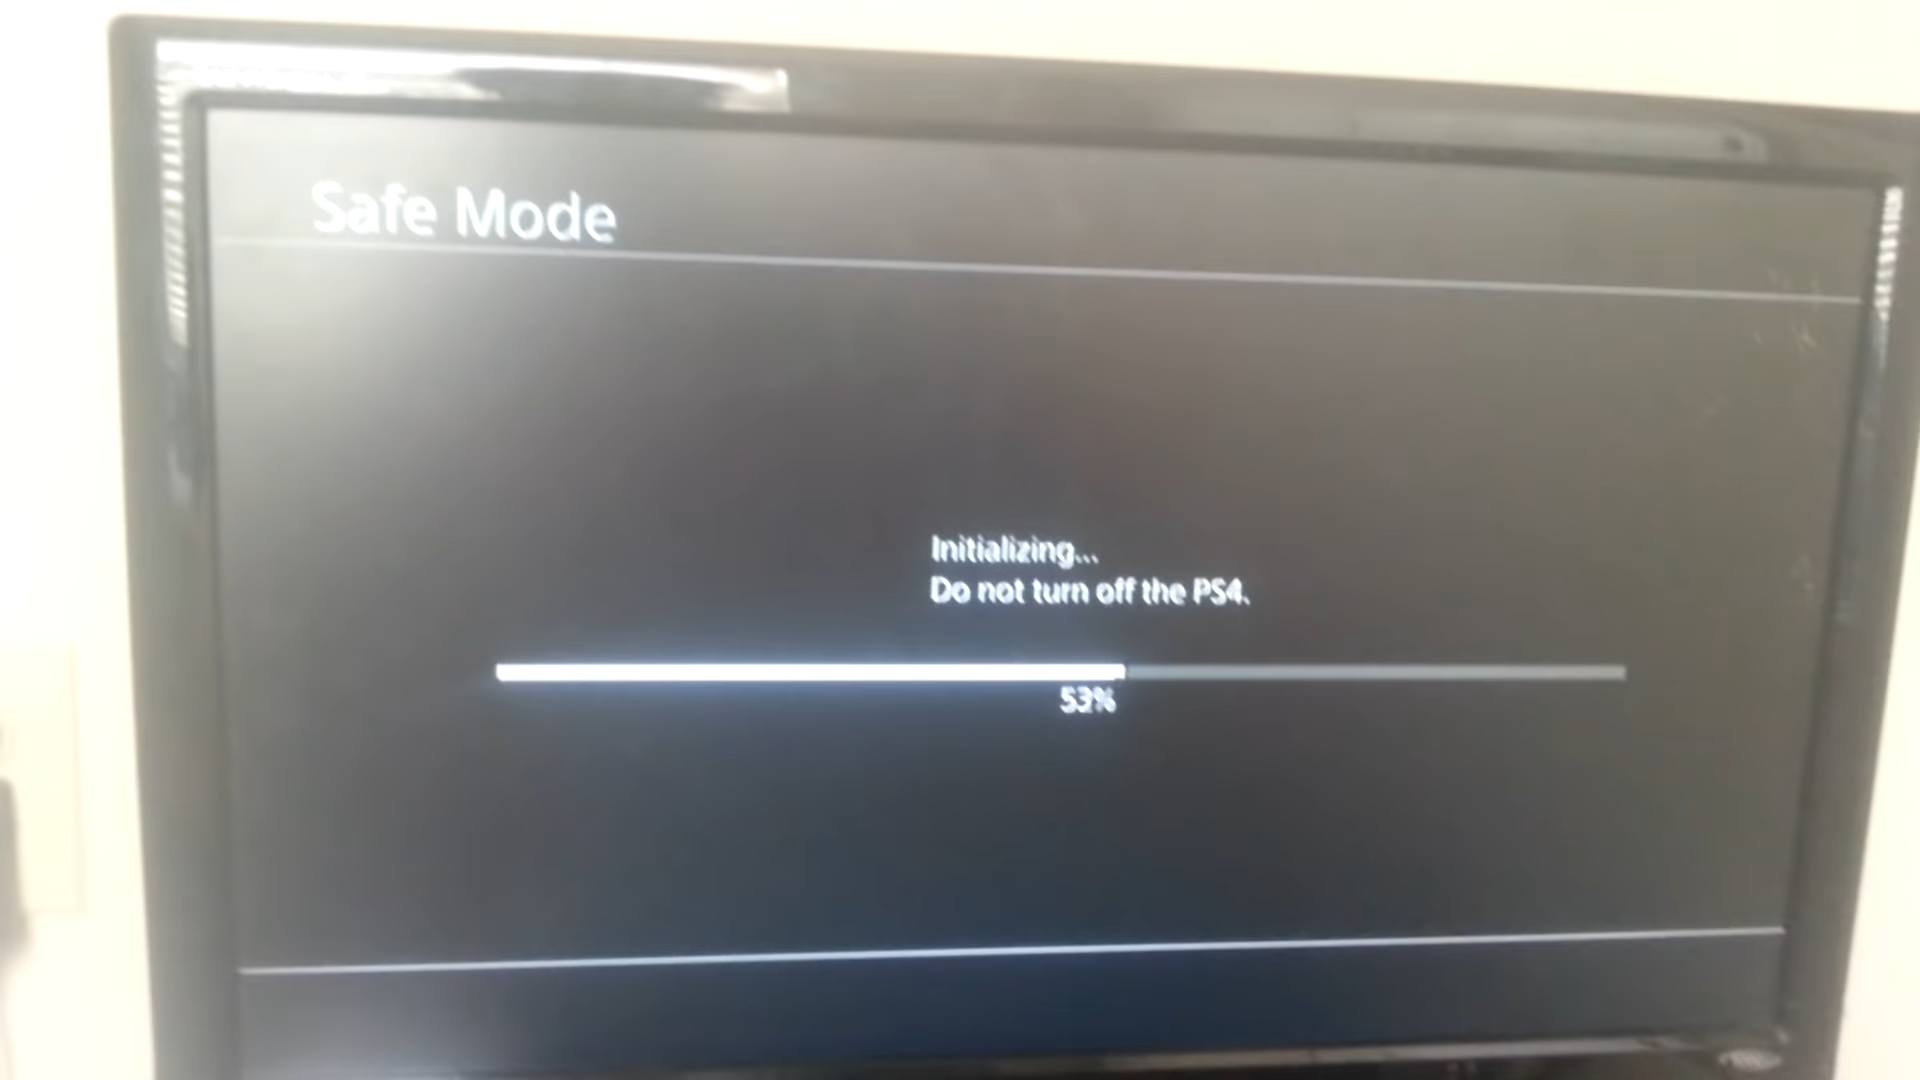 Safe Mode
Initializing...
Do not turn off the PS4.
53%